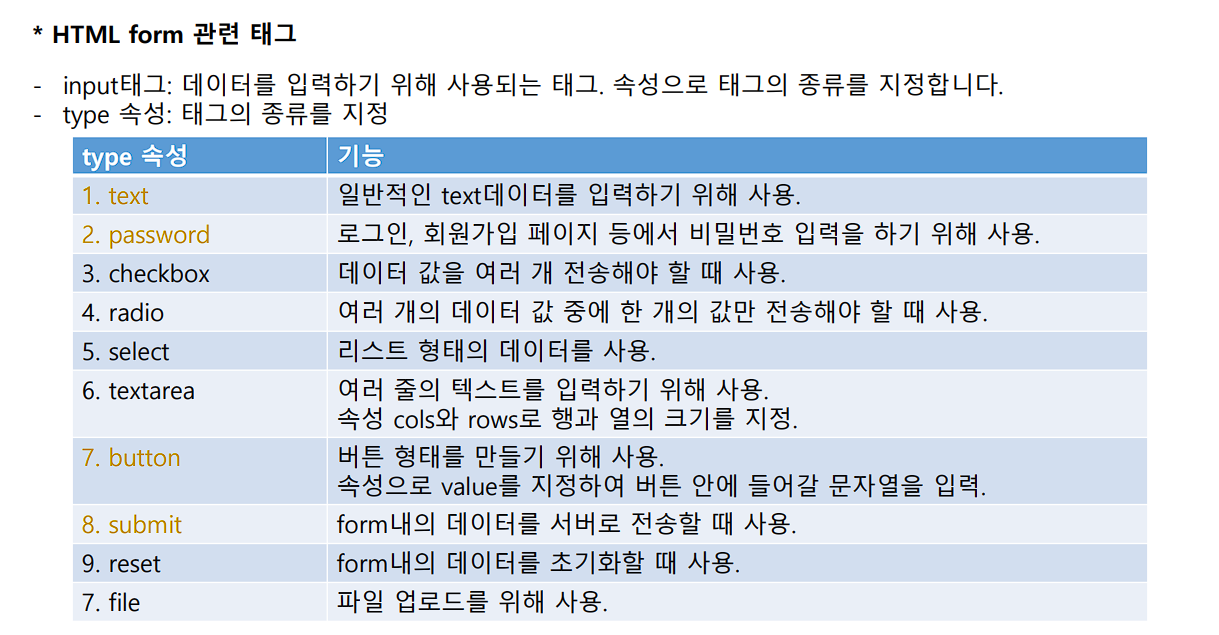 * HTML form 관련 태그
- input태그: 데이터를 입력하기 위해 사용되는 태그. 속성으로 태그의 종류를 지정합니다.
- type 속성: 태그의 종류를 지정
type 속성 기능
1. text 일반적인 text데이터를 입력하기 위해 사용.
2. password 로그인, 회원가입 페이지 등에서 비밀번호 입력을 하기 위해 사용.
3. checkbox 데이터 값을 여러 개 전송해야 할 때 사용.
4. radio 여러 개의 데이터 값 중에 한 개의 값만 전송해야 할 때 사용.
5. select 리스트 형태의 데이터를 사용.
6. textarea 여러 줄의 텍스트를 입력하기 위해 사용.
속성 cols와 rows로 행과 열의 크기를 지정.
7. button 버튼 형태를 만들기 위해 사용.
속성으로 value를 지정하여 버튼 안에 들어갈 문자열을 입력.
8. submit form내의 데이터를 서버로 전송할 때 사용.
9. reset form내의 데이터를 초기화할 때 사용.
7. file 파일 업로드를 위해 사용.